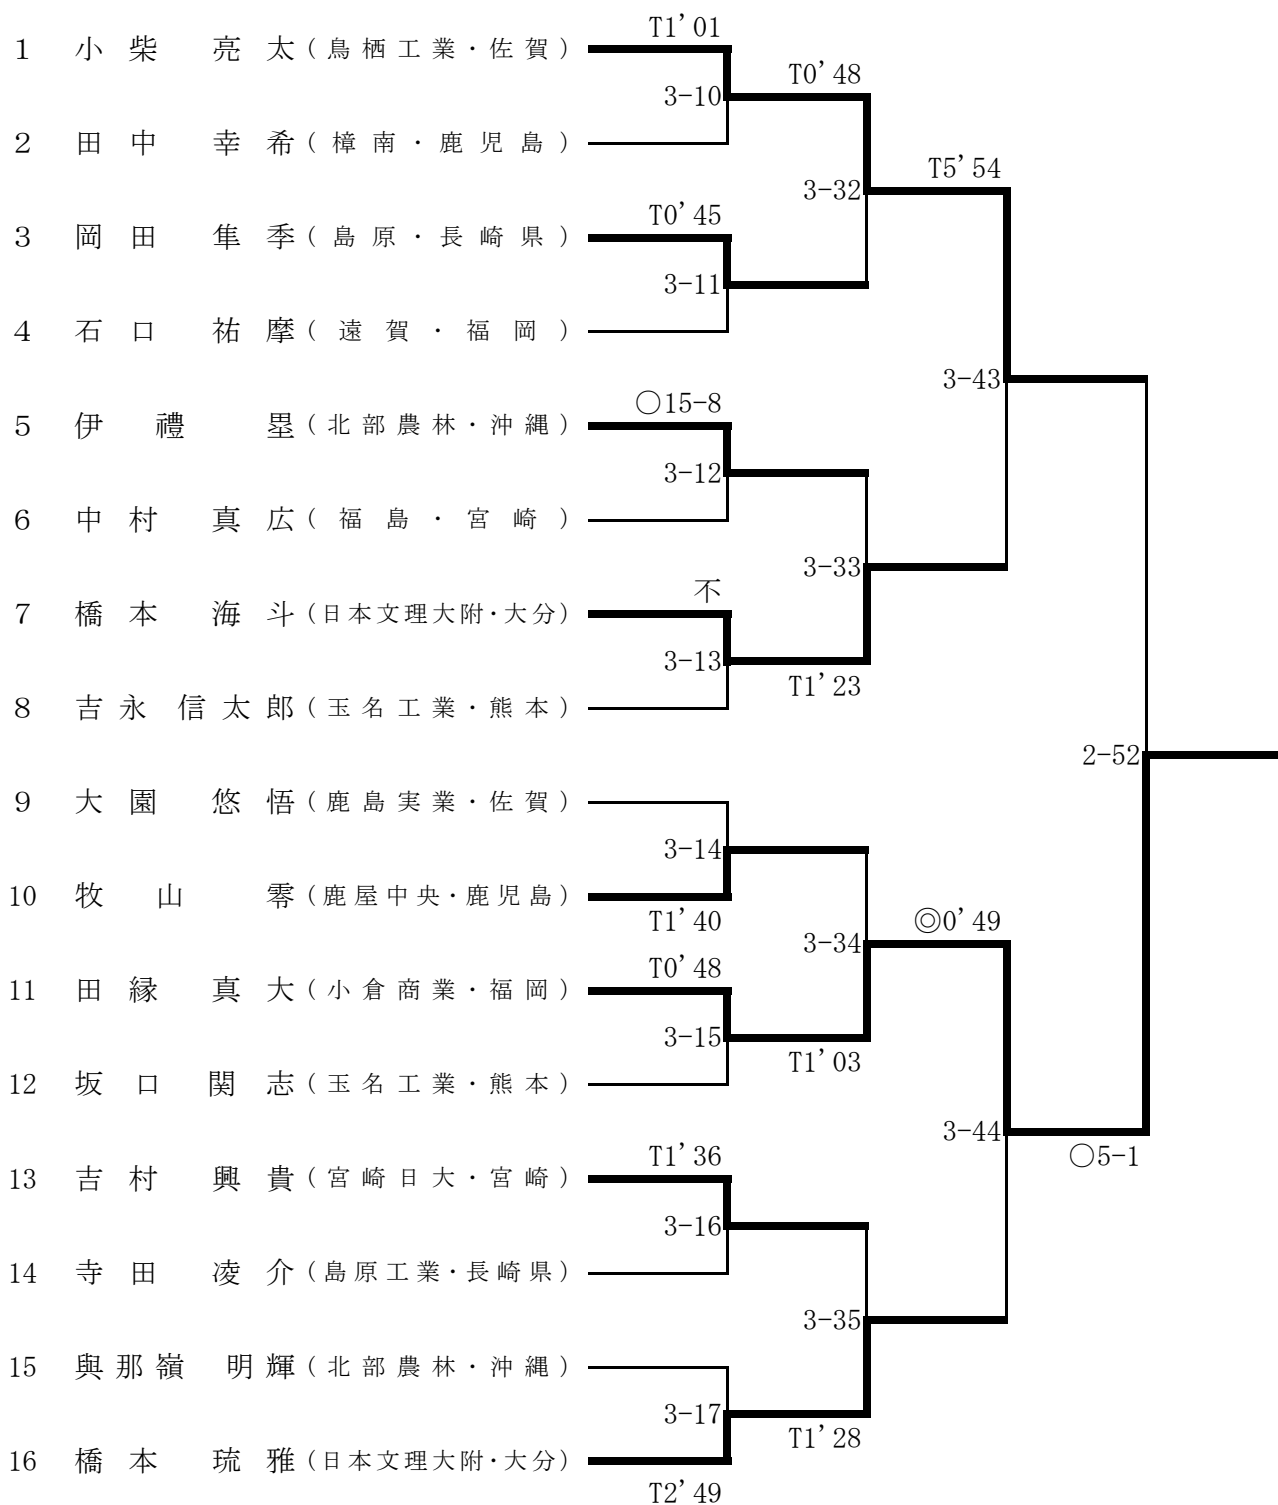 T1'01
1 小柴 亮太(鳥栖工業・佐賀)
T0'48
3-10
2 田中 幸希(樟南・鹿児島)
T5'54
3-32
T0'45
3 岡田 隼季(島原・長崎県)
3-11
4 石口 祐摩(遠賀・福岡)
3-43
○15-8
5 伊禮 塁(北部農林・沖縄)
3-12
6 中村 真広(福島・宮崎)
3-33
不
7 橋本 海斗(日本文理大附・大分)
3-13
T1'23
8 吉永 信太郎(玉名工業・熊本)
2-52
9 大園 悠悟(鹿島実業・佐賀)
3-14
10 牧山 零(鹿屋中央・鹿児島)
T1'40
◎0'49
3-34
T0'48
11 田縁 真大(小倉商業・福岡)
3-15
T1'03
12 坂口 関志(玉名工業・熊本)
3-44
○5-1
T1'36
13 吉村 興貴(宮崎日大・宮崎)
3-16
14 寺田 凌介(島原工業・長崎県)
3-35
15 與那嶺 明輝(北部農林・沖縄)
3-17
T1'28
16 橋本 琉雅(日本文理大附・大分)
T2'49